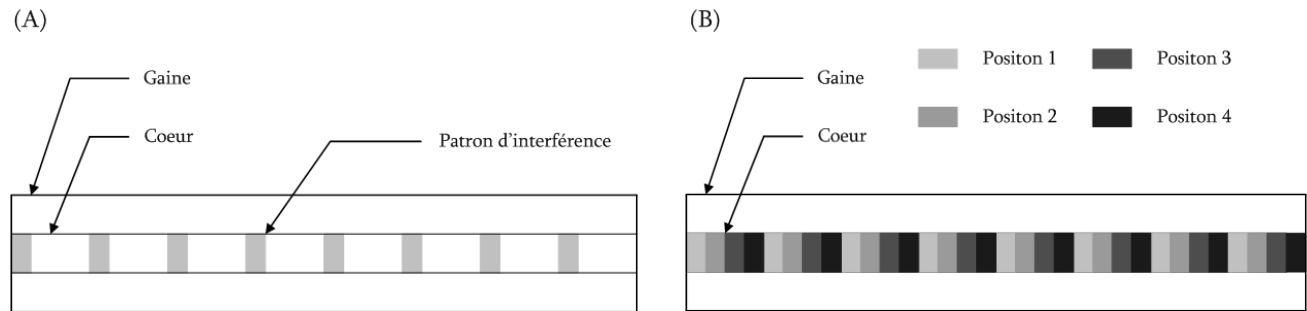 (A)
Gaine
Coeur
Patron d'interférence
(B)
Positon 1
Positon 3
Gaine
Positon 2
Positon 4
Coeur